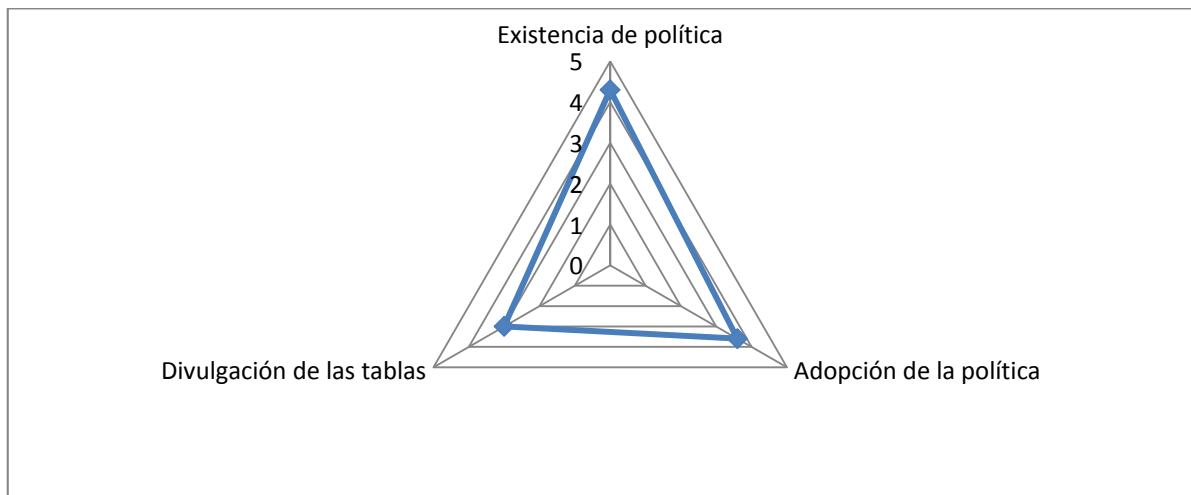 Existencia de política
5
4
3
2
1
0
Divulgación de las tablas
Adopción de la política